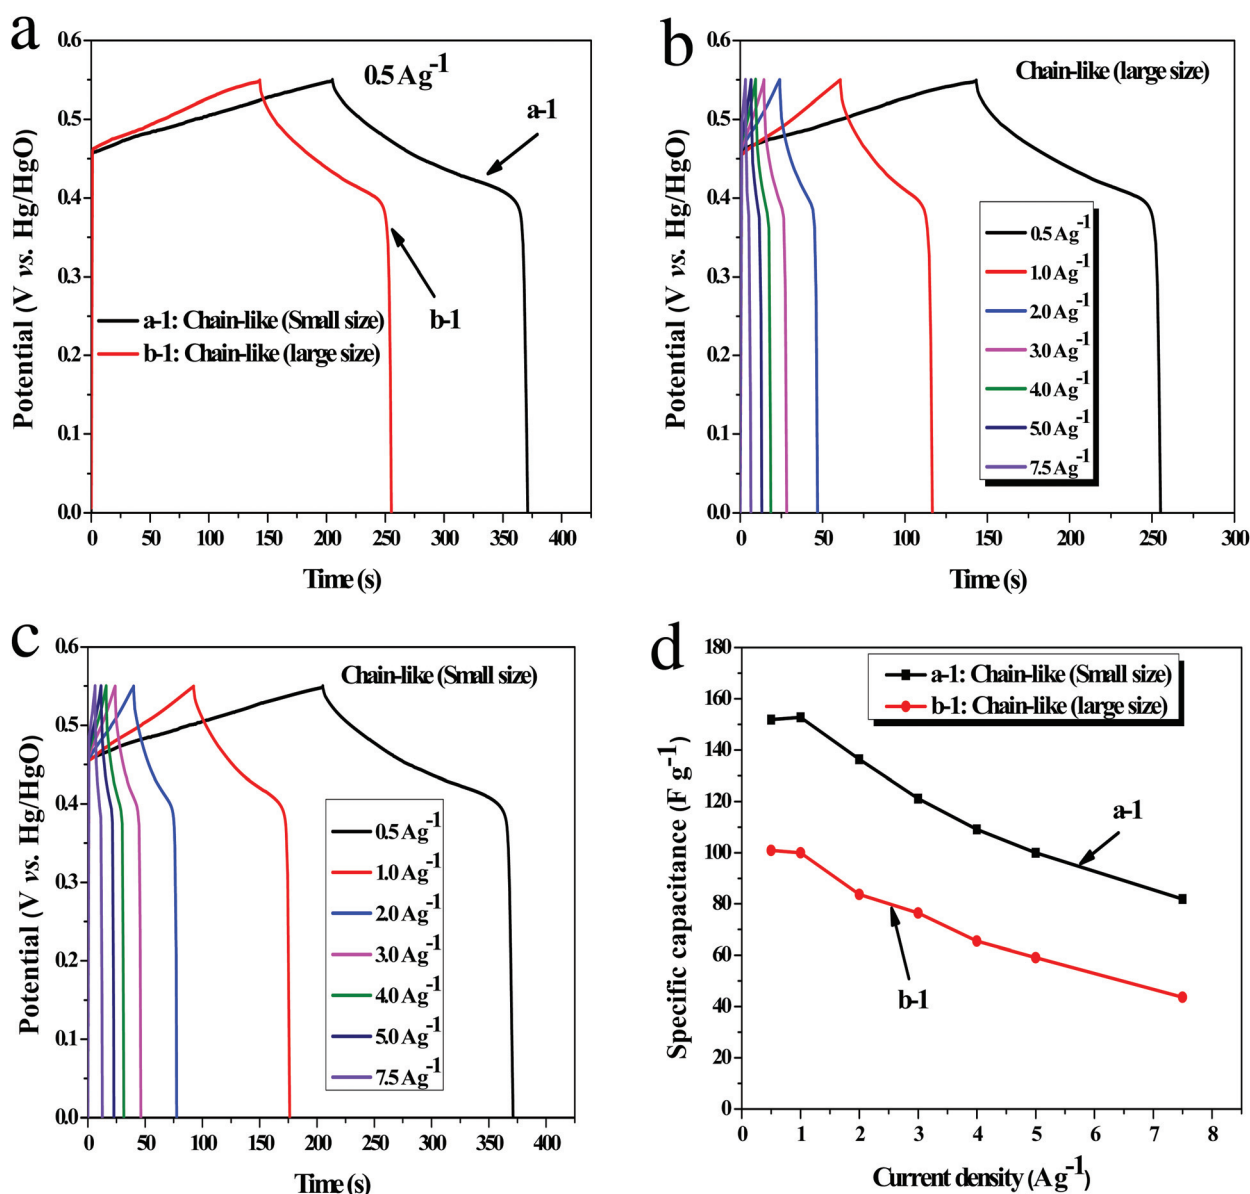 a
0.5 Ag⁻¹
a-1
b-1
a-1: Chain-like (Small size)
b-1: Chain-like (large size)
Potential (V vs. Hg/HgO)
0.6
0.5
0.4
0.3
0.2
0.1
0.0
0 50 100 150 200 250 300 350 400
Time (s)
b
Chain-like (large size)
0.5 Ag⁻¹
1.0 Ag⁻¹
2.0 Ag⁻¹
3.0 Ag⁻¹
4.0 Ag⁻¹
5.0 Ag⁻¹
7.5 Ag⁻¹
Potential (V vs. Hg/HgO)
0.6
0.5
0.4
0.3
0.2
0.1
0.0
0 50 100 150 200 250 300
Time (s)
c
Chain-like (Small size)
0.5 Ag⁻¹
1.0 Ag⁻¹
2.0 Ag⁻¹
3.0 Ag⁻¹
4.0 Ag⁻¹
5.0 Ag⁻¹
7.5 Ag⁻¹
Potential (V vs. Hg/HgO)
0.6
0.5
0.4
0.3
0.2
0.1
0.0
0 50 100 150 200 250 300 350 400
Time (s)
d
a-1: Chain-like (Small size)
b-1: Chain-like (large size)
a-1
b-1
Specific capacitance (F g⁻¹)
180
160
140
120
100
80
60
40
20
0
0 1 2 3 4 5 6 7 8
Current density (Ag⁻¹)